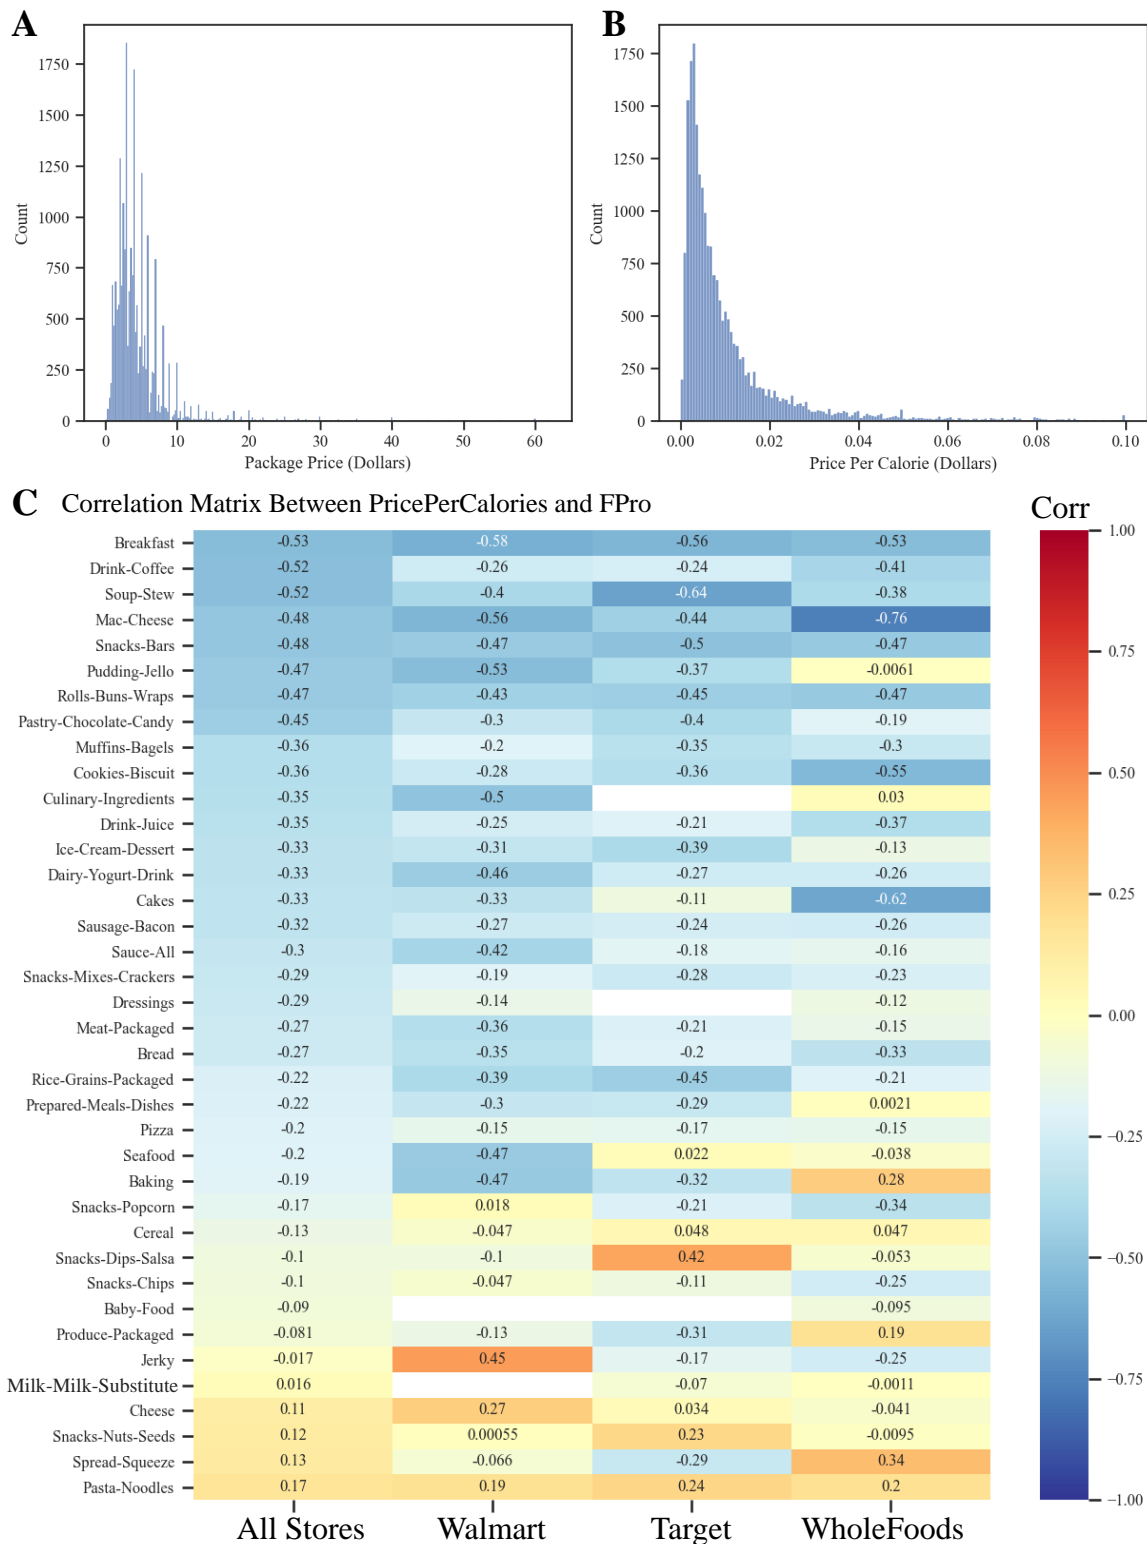 A
B
1750
1500
1250
1000
750
500
250
0
Count
0 10 20 30 40 50 60
Package Price (Dollars)
1750
1500
1250
1000
750
500
250
0
Count
0.00 0.02 0.04 0.06 0.08 0.10
Price Per Calorie (Dollars)
C Correlation Matrix Between PricePerCalories and FPro
Corr
Breakfast -0.53 -0.58 -0.56 -0.53
Drink-Coffee -0.52 -0.26 -0.24 -0.41
Soup-Stew -0.52 -0.4 -0.64 -0.38
Mac-Cheese -0.48 -0.56 -0.44 -0.76
Snacks-Bars -0.48 -0.47 -0.5 -0.47
Pudding-Jello -0.47 -0.53 -0.37 -0.0061
Rolls-Buns-Wraps -0.47 -0.43 -0.45 -0.47
Pastry-Chocolate-Candy -0.45 -0.3 -0.4 -0.19
Muffins-Bagels -0.36 -0.2 -0.35 -0.3
Cookies-Biscuit -0.36 -0.28 -0.36 -0.55
Culinary-Ingredients -0.35 -0.5 0.03
Drink-Juice -0.35 -0.25 -0.21 -0.37
Ice-Cream-Dessert -0.33 -0.31 -0.39 -0.13
Dairy-Yogurt-Drink -0.33 -0.46 -0.27 -0.26
Cakes -0.33 -0.33 -0.11 -0.62
Sausage-Bacon -0.32 -0.27 -0.24 -0.26
Sauce-All -0.3 -0.42 -0.18 -0.16
Snacks-Mixes-Crackers -0.29 -0.19 -0.28 -0.23
Dressings -0.29 -0.14 -0.12
Meat-Packaged -0.27 -0.36 -0.21 -0.15
Bread -0.27 -0.35 -0.2 -0.33
Rice-Grains-Packaged -0.22 -0.39 -0.45 -0.21
Prepared-Meals-Dishes -0.22 -0.3 -0.29 0.0021
Pizza -0.2 -0.15 -0.17 -0.15
Seafood -0.2 -0.47 0.022 -0.038
Baking -0.19 -0.47 -0.32 0.28
Snacks-Popcorn -0.17 0.018 -0.21 -0.34
Cereal -0.13 -0.047 0.048 0.047
Snacks-Dips-Salsa -0.1 -0.1 0.42 -0.053
Snacks-Chips -0.1 -0.047 -0.11 -0.25
Baby-Food -0.09 -0.095
Produce-Packaged -0.081 -0.13 -0.31 0.19
Jerky -0.017 0.45 -0.17 -0.25
Milk-Milk-Substitute 0.016 -0.07 -0.0011
Cheese 0.11 0.27 0.034 -0.041
Snacks-Nuts-Seeds 0.12 0.00055 0.23 -0.0095
Spread-Squeeze 0.13 -0.066 -0.29 0.34
Pasta-Noodles 0.17 0.19 0.24 0.2
All Stores Walmart Target WholeFoods
1.00
0.75
0.50
0.25
0.00
−0.25
−0.50
−0.75
−1.00